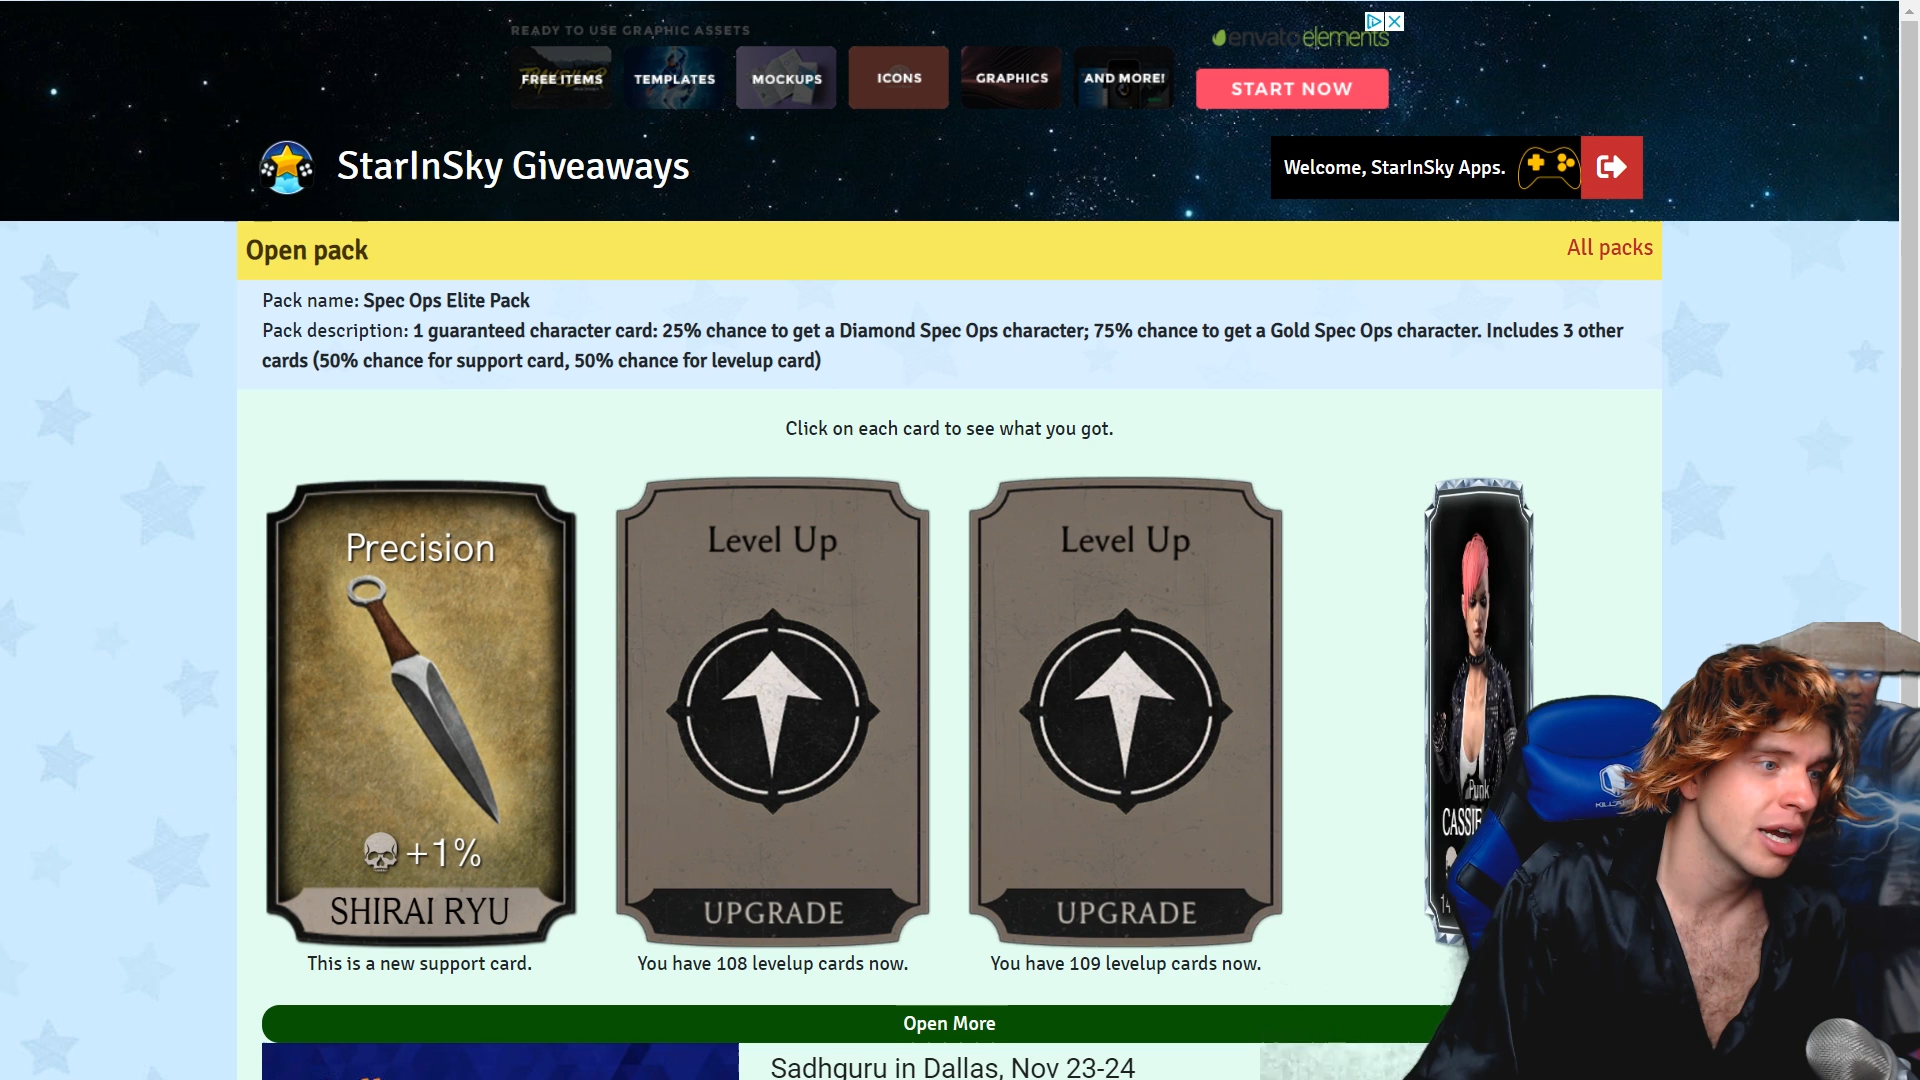 READY TO USE GRAPHIC ASSETS
FREE ITEMS
TEMPLATES
MOCKUPS
ICONS
GRAPHICS
AND MORE!
envato elements
START NOW
StarInSky Giveaways
Welcome, StarInSky Apps.
Open pack
All packs
Pack name: Spec Ops Elite Pack
Pack description: 1 guaranteed character card: 25% chance to get a Diamond Spec Ops character; 75% chance to get a Gold Spec Ops character. Includes 3 other
cards (50% chance for support card, 50% chance for levelup card)
Click on each card to see what you got.
Precision
+1%
SHIRAI RYU
This is a new support card.
Level Up
UPGRADE
You have 108 levelup cards now.
Level Up
UPGRADE
You have 109 levelup cards now.
Punk
CASSIE
Open More
Sadhguru in Dallas, Nov 23-24